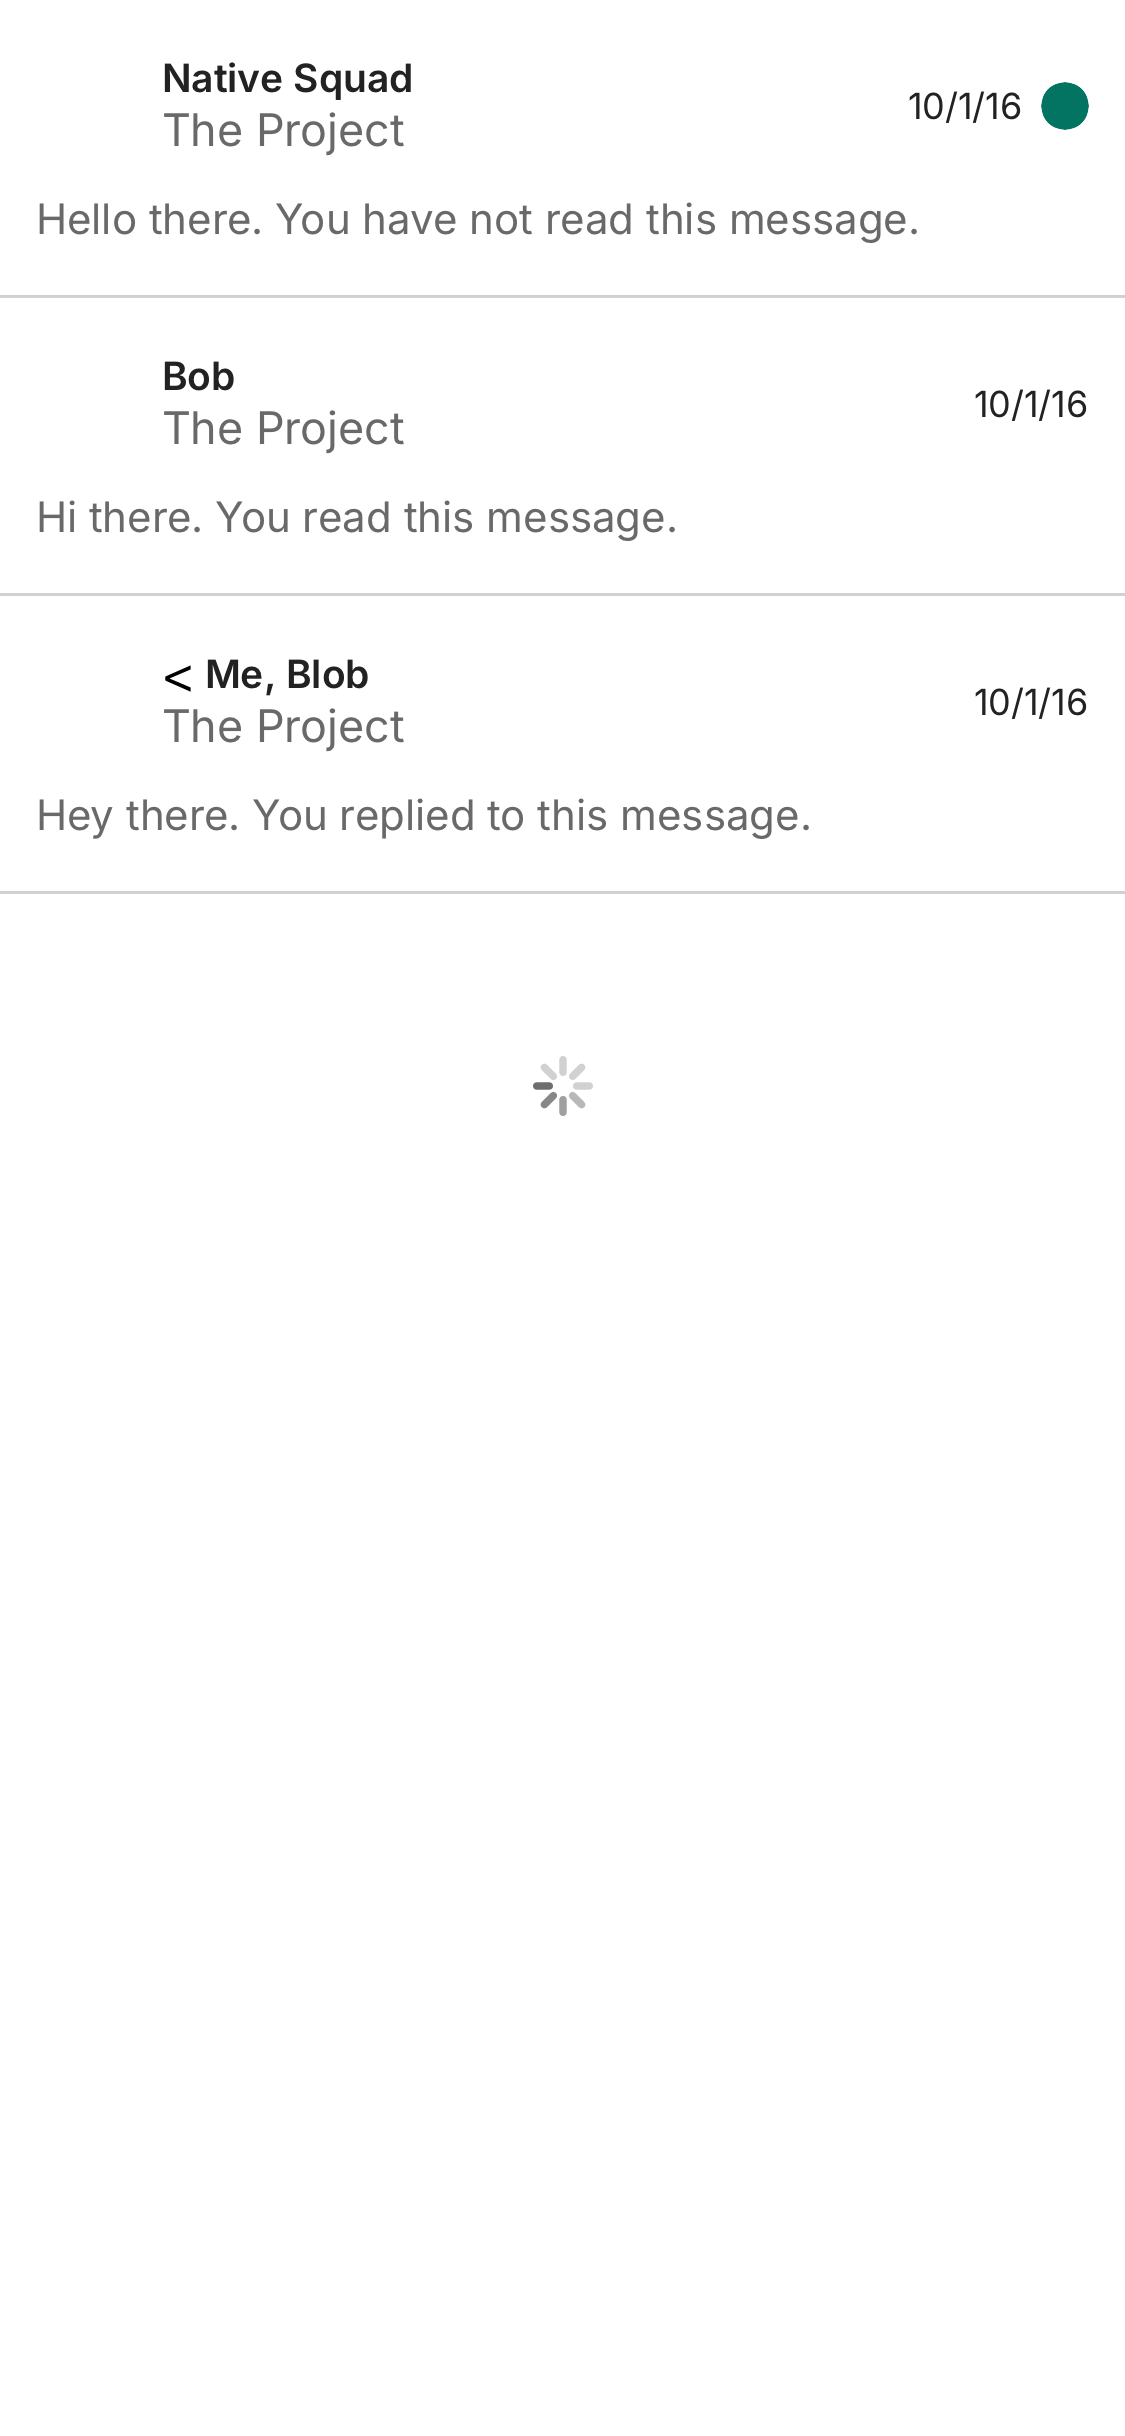 Native Squad
The Project
10/1/16
Hello there. You have not read this message.
Bob
The Project
10/1/16
Hi there. You read this message.
< Me, Blob
The Project
10/1/16
Hey there. You replied to this message.